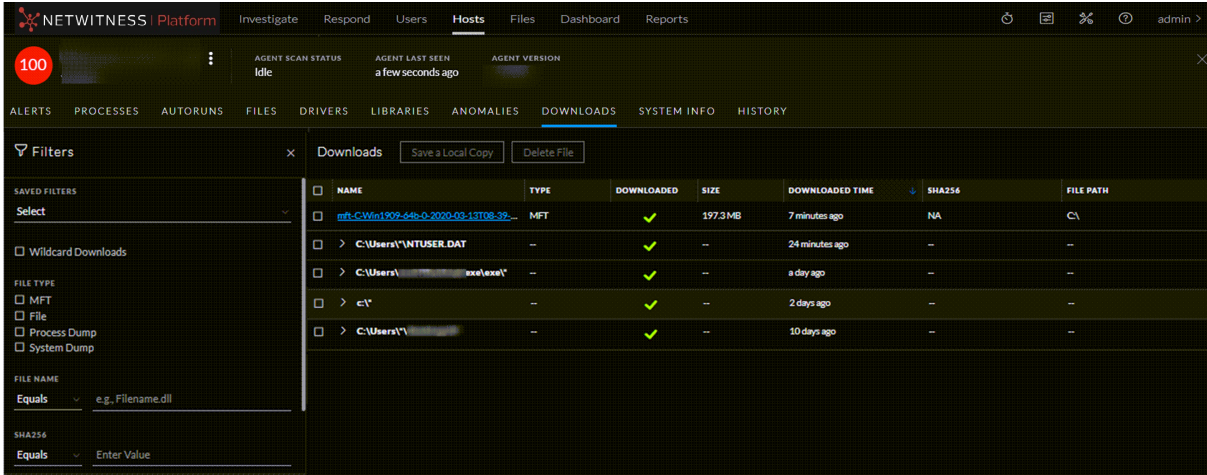 NETWITNESS | Platform Investigate Respond Users Hosts Files Dashboard Reports admin >
100 AGENT SCAN STATUS AGENT LAST SEEN AGENT VERSION
Idle a few seconds ago
ALERTS PROCESSES AUTORUNS FILES DRIVERS LIBRARIES ANOMALIES DOWNLOADS SYSTEM INFO HISTORY
Filters × Downloads Save a Local Copy Delete File
SAVED FILTERS
Select
Wildcard Downloads
FILE TYPE
MFT
File
Process Dump
System Dump
FILE NAME
Equals e.g., Filename.dll
SHA256
Equals Enter Value
NAME TYPE DOWNLOADED SIZE DOWNLOADED TIME SHA256 FILE PATH
mft-C-Win1909-64b-0-2020-03-13T08-39-... MFT 197.3 MB 7 minutes ago NA C:\
> C:\Users\*\NTUSER.DAT -- -- 24 minutes ago -- --
> C:\Users\ exe\exe\* -- -- a day ago -- --
> c:\* -- -- 2 days ago -- --
> C:\Users\*\ -- -- 10 days ago -- --